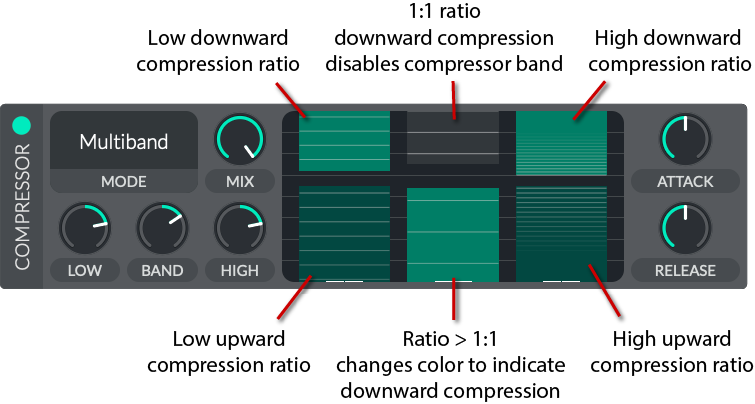 1:1 ratio
downward compression
disables compressor band
Low downward
compression ratio
High downward
compression ratio
COMPRESSOR
Multiband
MODE
MIX
LOW
BAND
HIGH
ATTACK
RELEASE
Low upward
compression ratio
Ratio > 1:1
changes color to indicate
downward compression
High upward
compression ratio